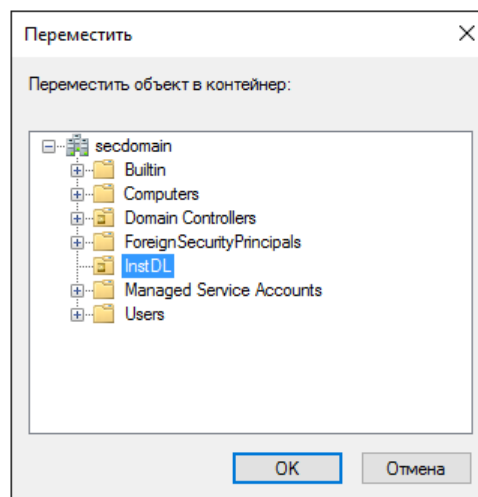 Переместить
Переместить объект в контейнер:
secdomain
Builtin
Computers
Domain Controllers
ForeignSecurityPrincipals
InstDL
Managed Service Accounts
Users
OK Отмена